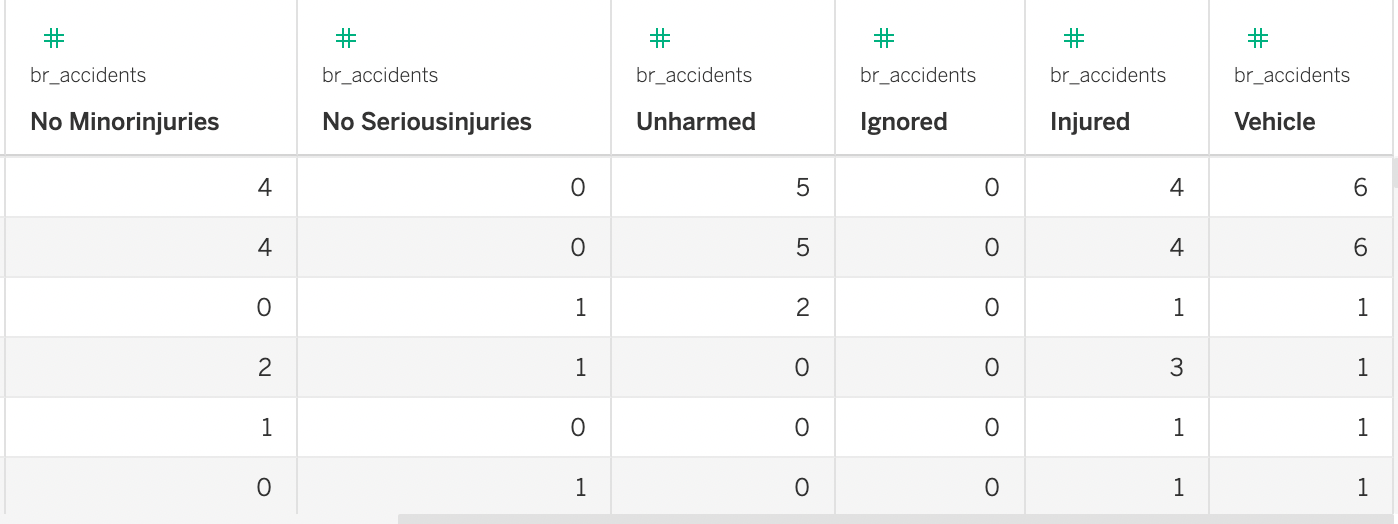 # # # # # #
br_accidents br_accidents br_accidents br_accidents br_accidents br_accidents
No Minorinjuries No Seriousinjuries Unharmed Ignored Injured Vehicle
4 0 5 0 4 6
4 0 5 0 4 6
0 1 2 0 1 1
2 1 0 0 3 1
1 0 0 0 1 1
0 1 0 0 1 1